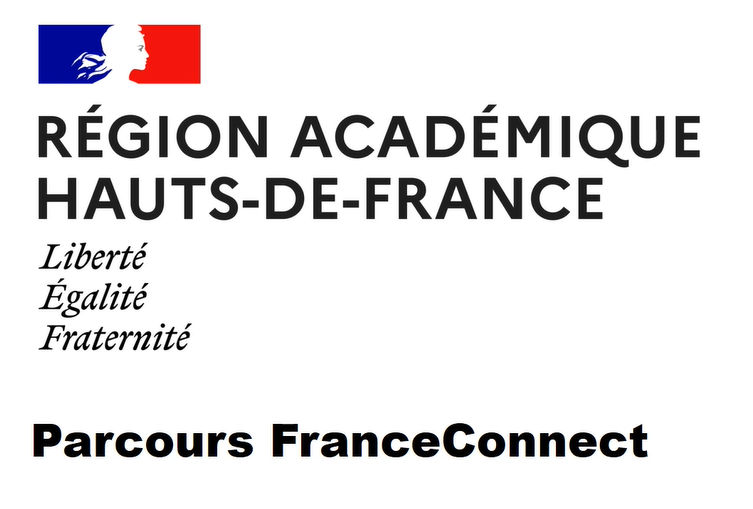 RÉGION ACADÉMIQUE
HAUTS-DE-FRANCE
Liberté
Égalité
Fraternité
Parcours FranceConnect